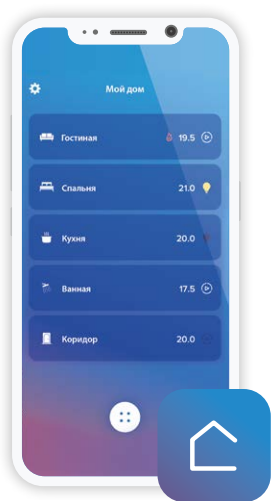 Мой дом
Гостиная 19.5
Спальня 21.0
Кухня 20.0
Ванная 17.5
Коридор 20.0